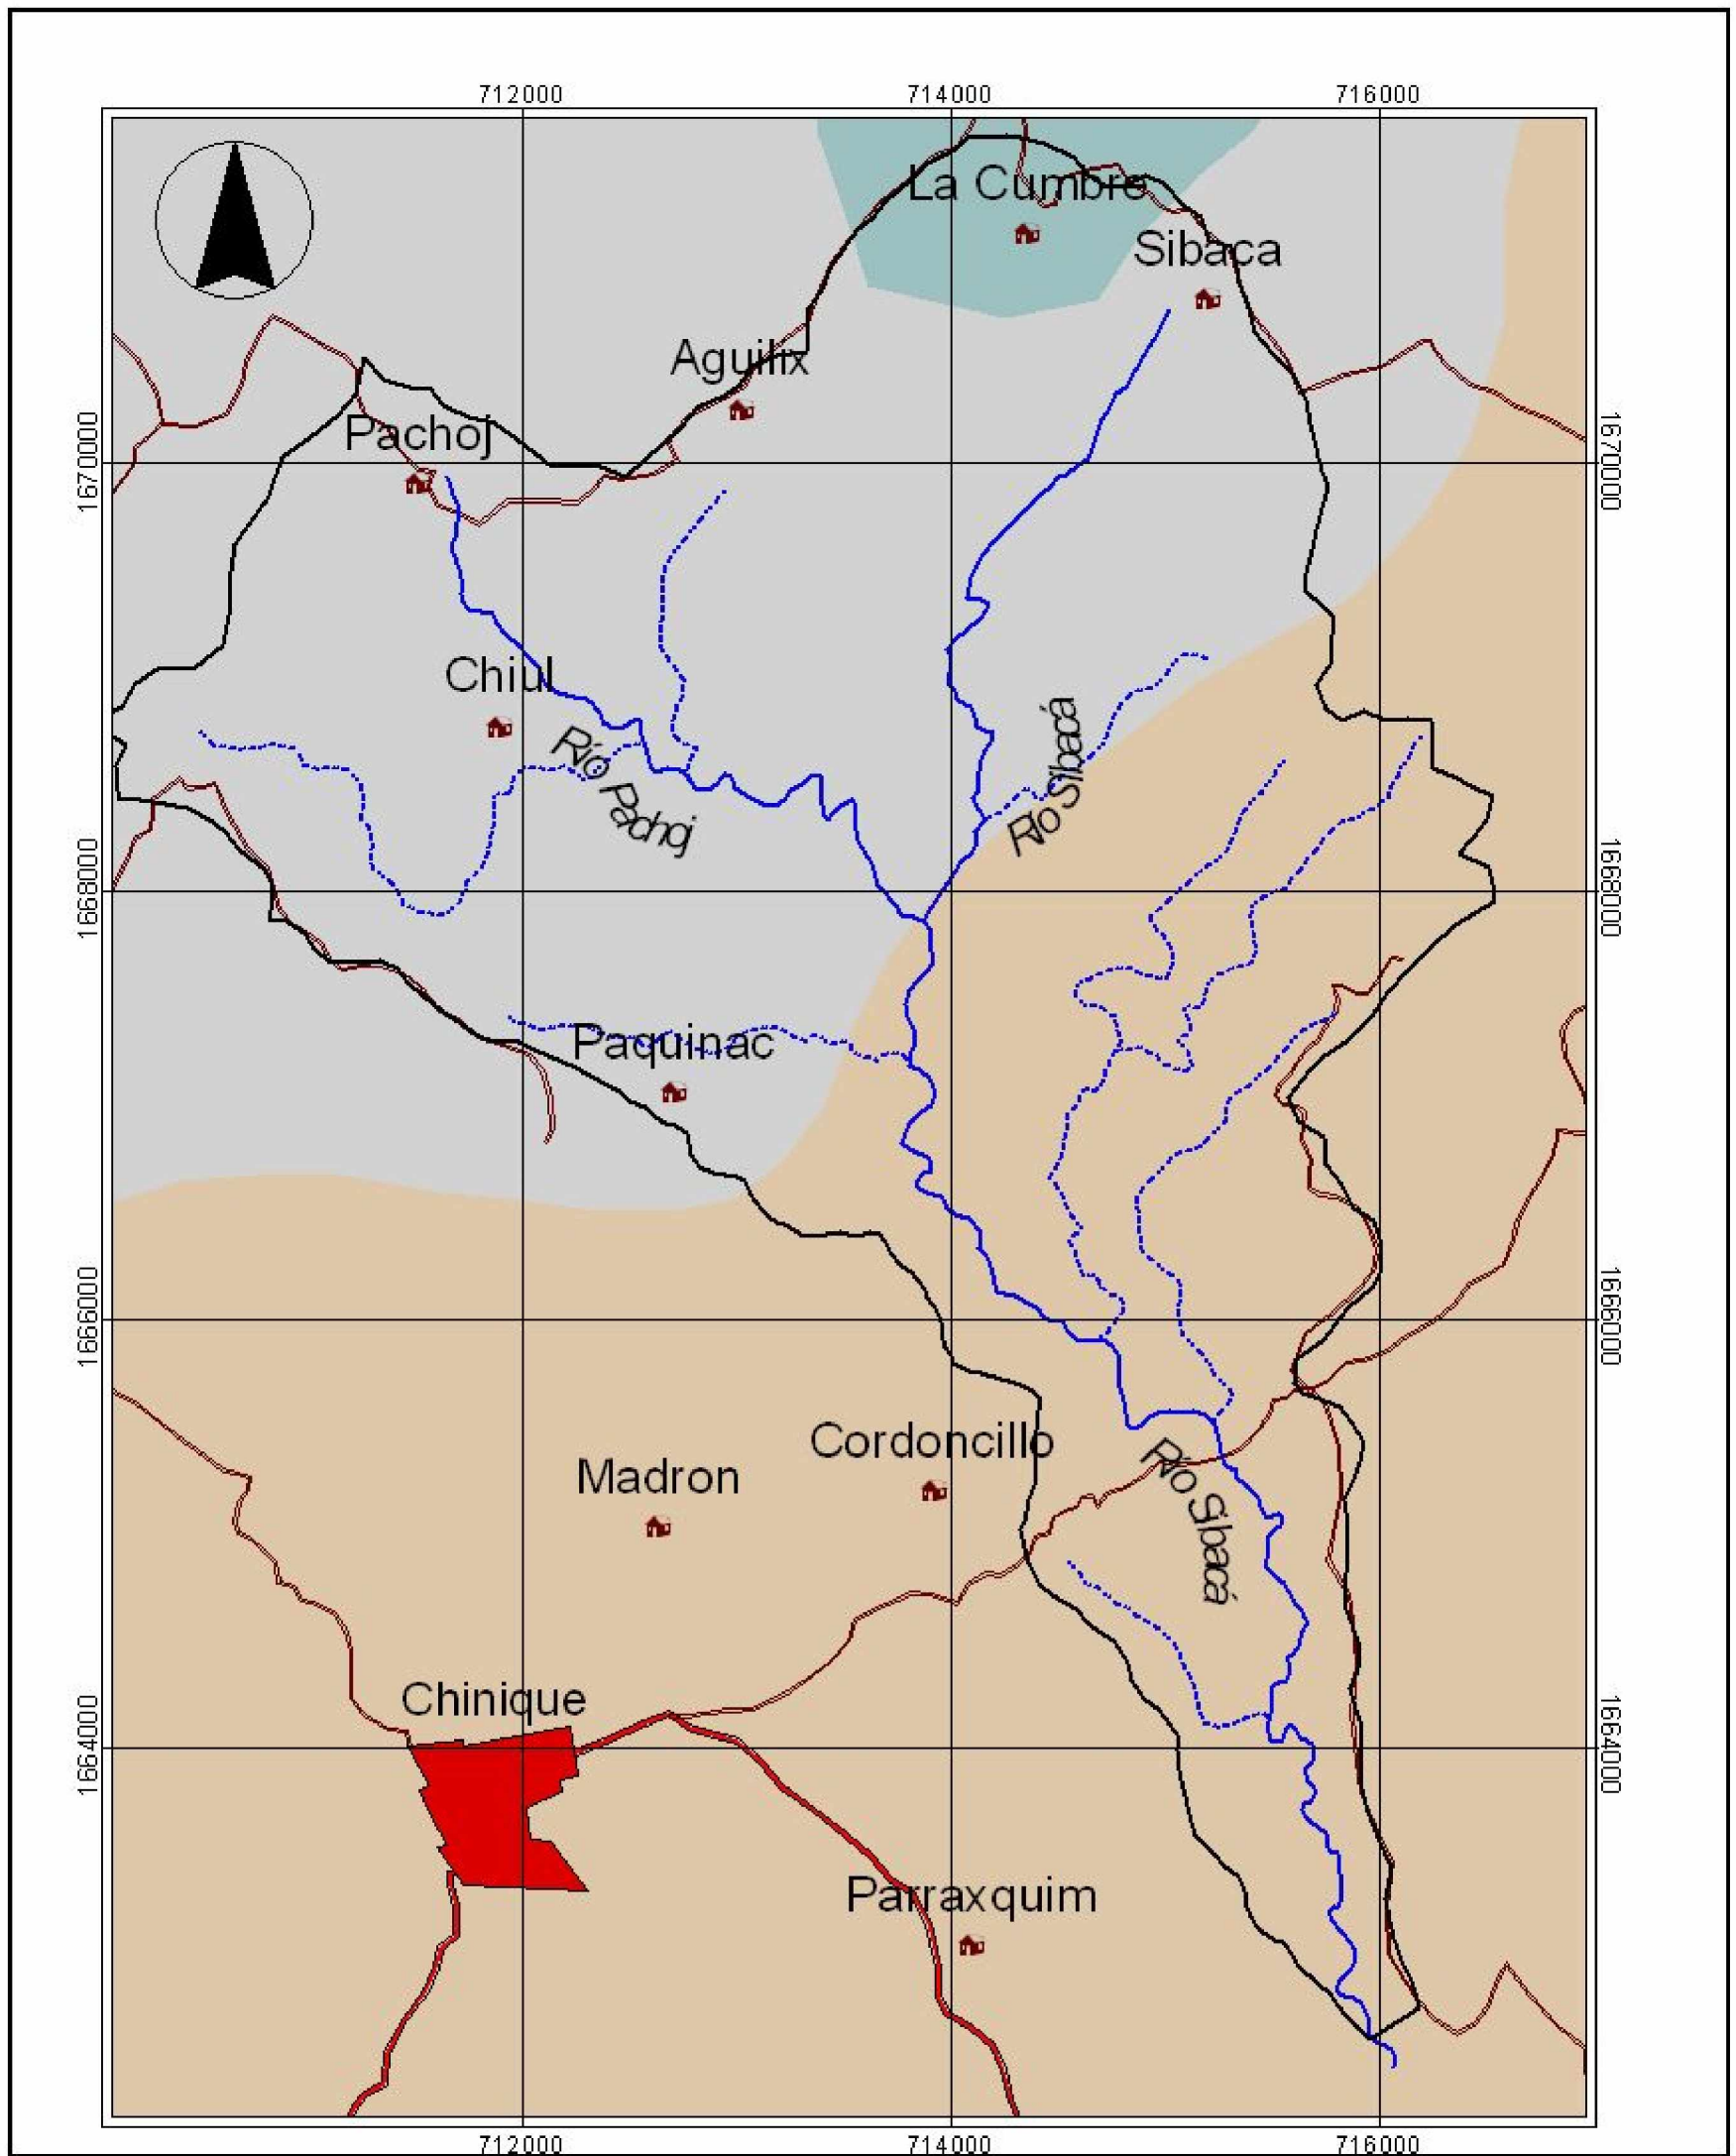 712000
714000
716000
La Cumbre
Sibaca
Aguilix
Pachoj
1670000
1670000
Chiul
Río Pachoj
Río Sibacá
1668000
1668000
Paquinac
1666000
1666000
Cordoncillo
Madron
Río Sibacá
Chinique
1664000
1664000
Parraxquim
712000
714000
716000